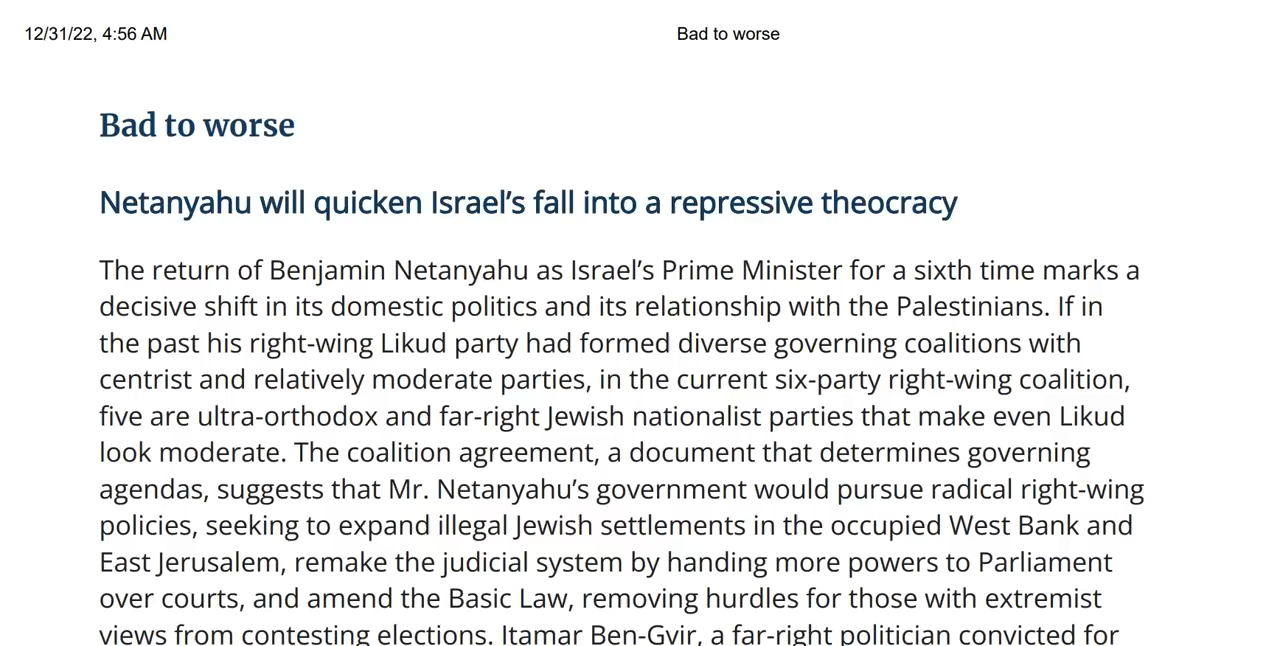 12/31/22, 4:56 AM Bad to worse
Bad to worse
Netanyahu will quicken Israel’s fall into a repressive theocracy
The return of Benjamin Netanyahu as Israel’s Prime Minister for a sixth time marks a
decisive shift in its domestic politics and its relationship with the Palestinians. If in
the past his right-wing Likud party had formed diverse governing coalitions with
centrist and relatively moderate parties, in the current six-party right-wing coalition,
five are ultra-orthodox and far-right Jewish nationalist parties that make even Likud
look moderate. The coalition agreement, a document that determines governing
agendas, suggests that Mr. Netanyahu’s government would pursue radical right-wing
policies, seeking to expand illegal Jewish settlements in the occupied West Bank and
East Jerusalem, remake the judicial system by handing more powers to Parliament
over courts, and amend the Basic Law, removing hurdles for those with extremist
views from contesting elections. Itamar Ben-Gvir, a far-right politician convicted for